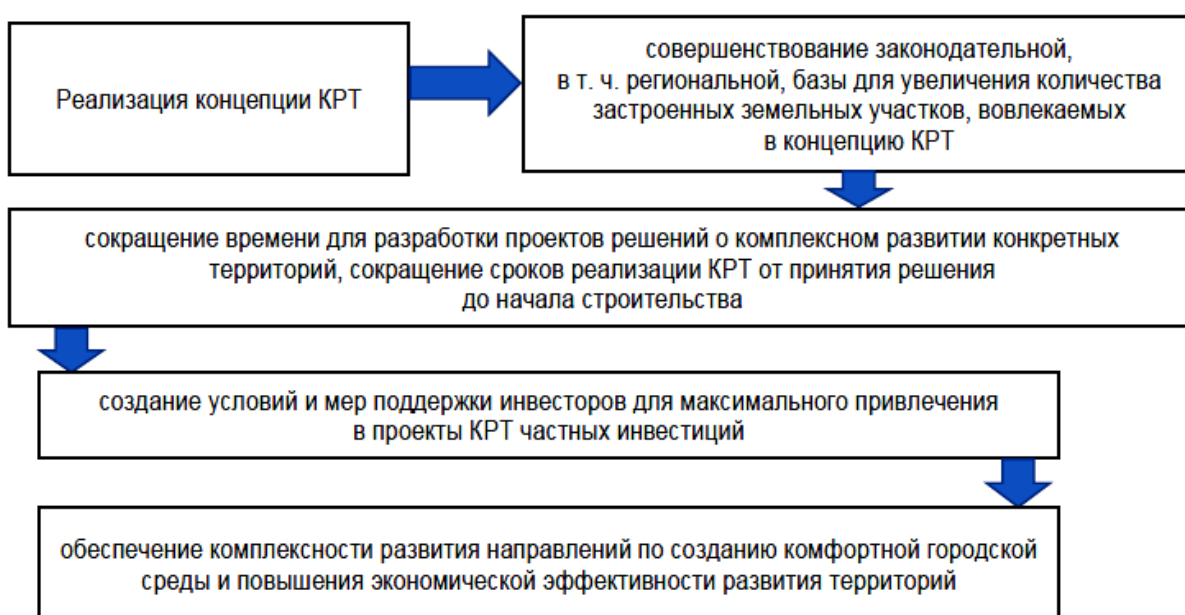 Реализация концепции КРТ
совершенствование законодательной,
в т. ч. региональной, базы для увеличения количества
застроенных земельных участков, вовлекаемых
в концепцию КРТ
сокращение времени для разработки проектов решений о комплексном развитии конкретных
территорий, сокращение сроков реализации КРТ от принятия решения
до начала строительства
создание условий и мер поддержки инвесторов для максимального привлечения
в проекты КРТ частных инвестиций
обеспечение комплексности развития направлений по созданию комфортной городской
среды и повышения экономической эффективности развития территорий